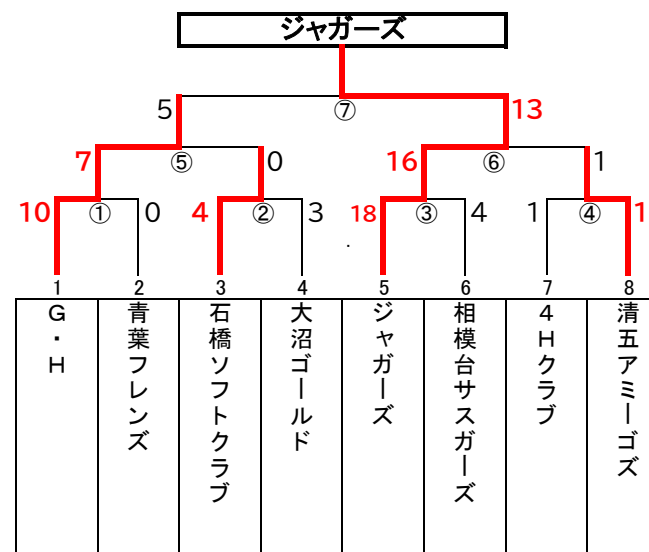 ジャガーズ
5 ⑦ 13
7 ⑤ 0 16 ⑥ 1
10 ① 0 4 ② 3 18 ③ 4 1 ④ 1
1 2 3 4 5 6 7 8
G・H
青葉フレンズ
石橋ソフトクラブ
大沼ゴールド
ジャガーズ
相模台サスガーズ
4Hクラブ
清五アミーゴズ